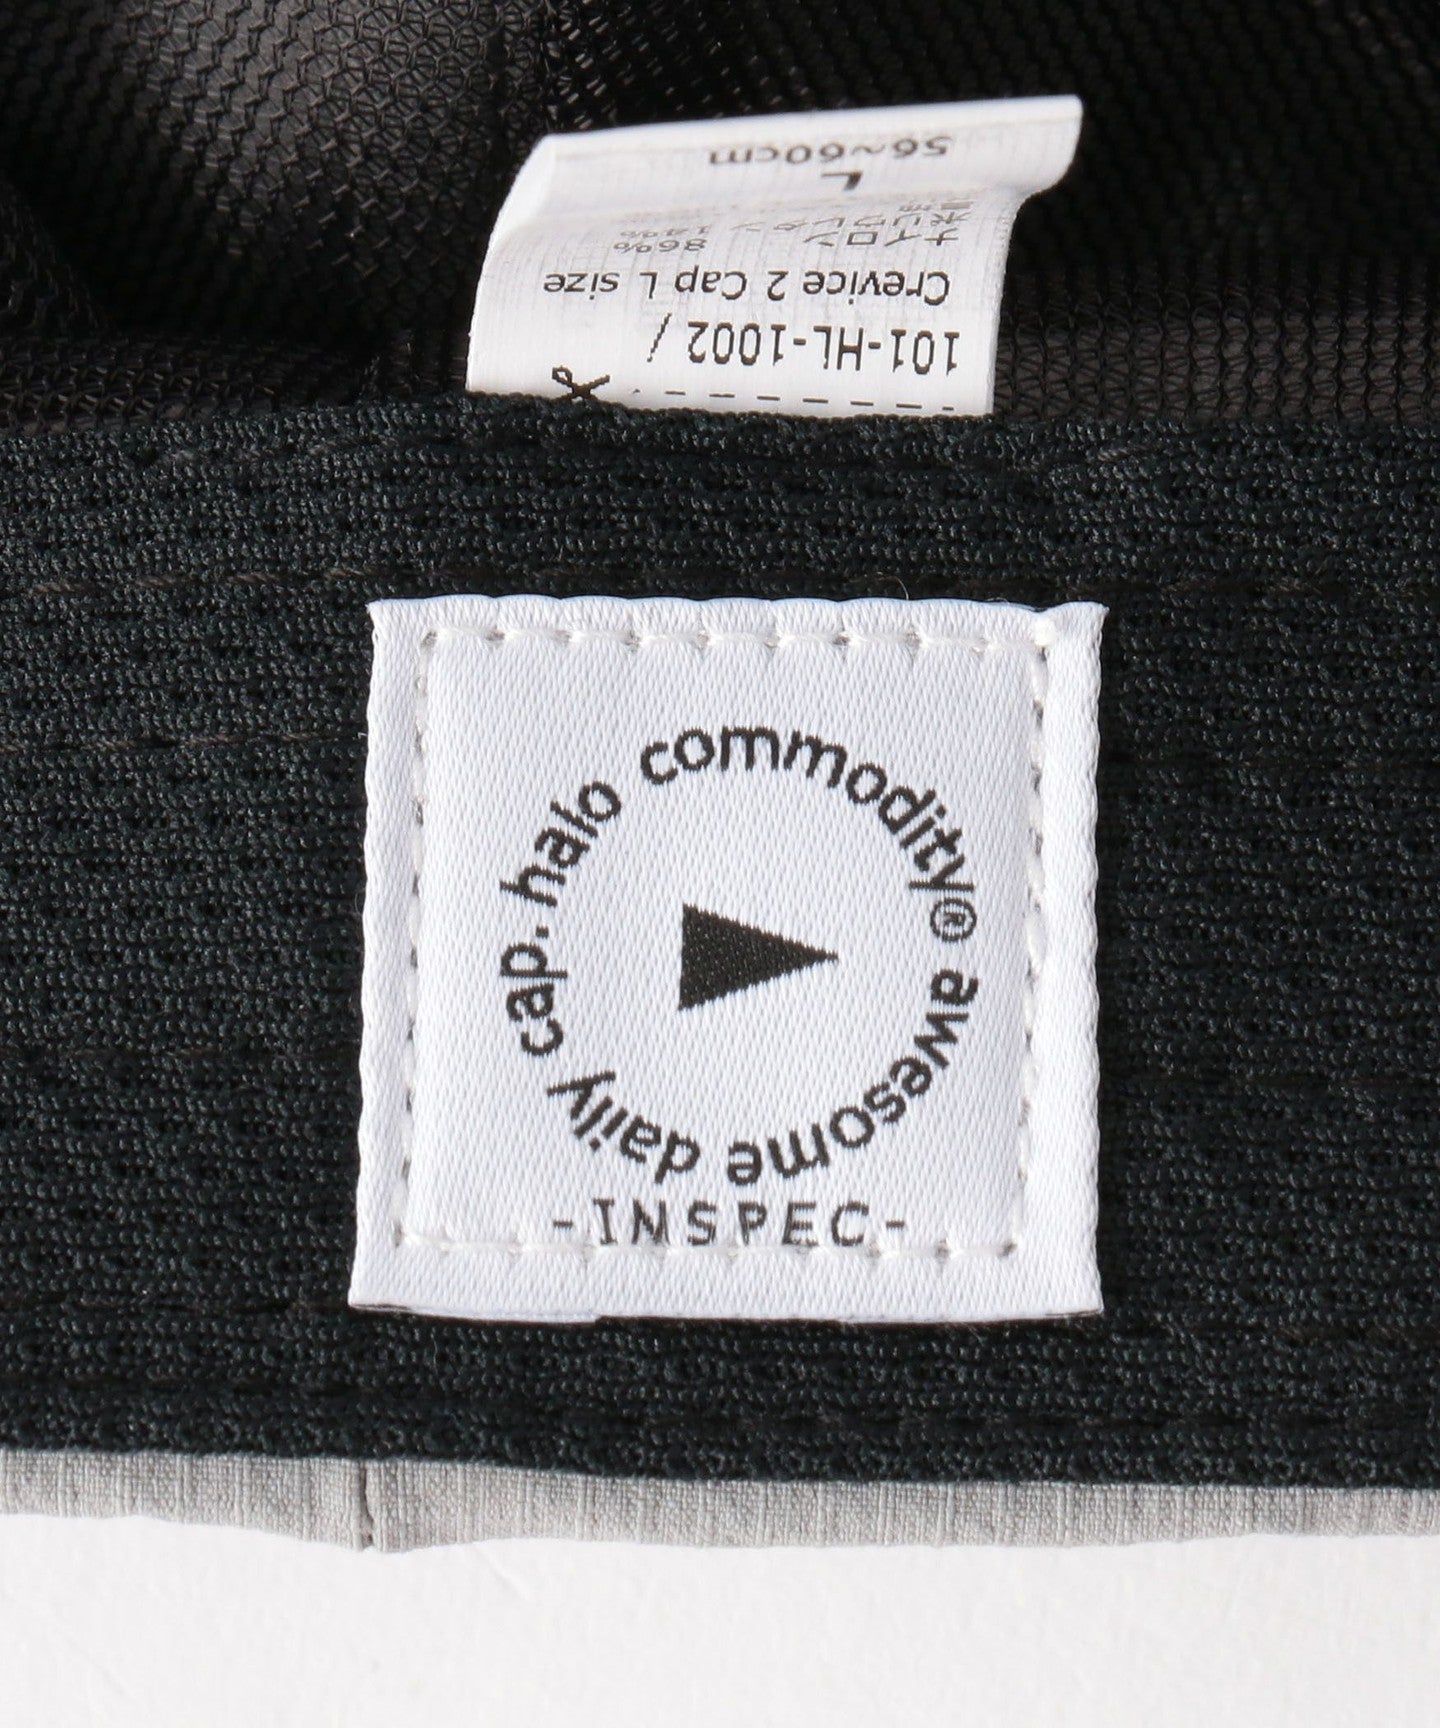 101-HL-1002 /
Crevice 2 Cap L size
ナイロン 86%
ポリウレタン 14%
L
56~60cm
halo commodity® awesome daily cap.
-INSPEC-